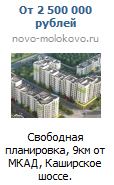 От 2 500 000
рублей
novo-molokovo.ru
Свободная
планировка, 9км от
МКАД, Каширское
шоссе.